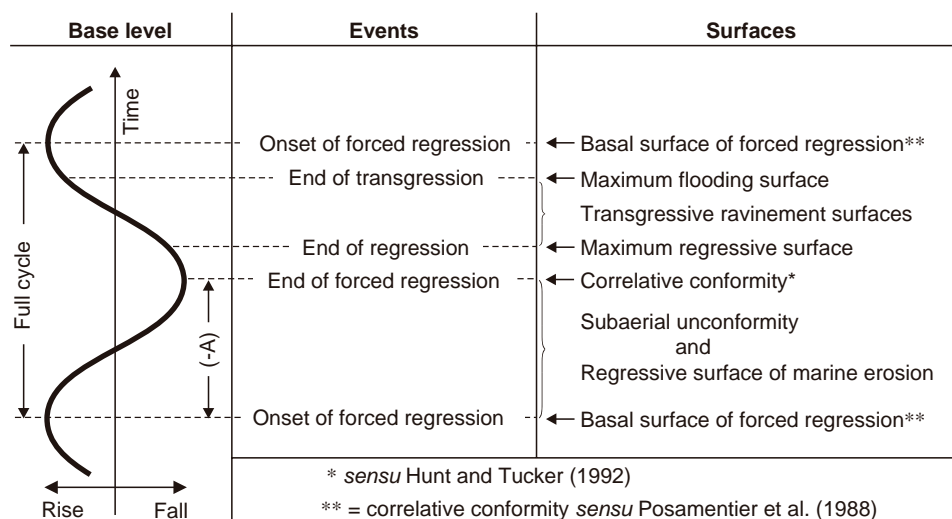 Base level
Events
Surfaces
Time
Onset of forced regression
Basal surface of forced regression**
End of transgression
Maximum flooding surface
Transgressive ravinement surfaces
End of regression
Maximum regressive surface
End of forced regression
Correlative conformity*
Full cycle
(-A)
Subaerial unconformity
and
Regressive surface of marine erosion
Onset of forced regression
Basal surface of forced regression**
Rise
Fall
* sensu Hunt and Tucker (1992)
** = correlative conformity sensu Posamentier et al. (1988)